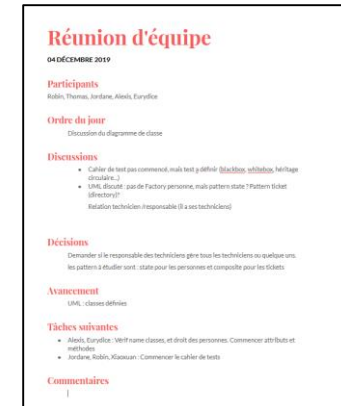 Réunion d'équipe
04 DÉCEMBRE 2019
Participants
Robin, Thomas, Jordane, Alexis, Eurydice
Ordre du jour
Discussion du diagramme de classe
Discussions
• Cahier de test pas commencé, mais test à définir (blackbox, whitebox, héritage
circulaire...)
• UML discuté : pas de Factory personne, mais pattern state ? Pattern ticket
(directory)?
Relation technicien /responsable (Il a ses techniciens)
Décisions
Demander si le responsable des techniciens gère tous les techniciens ou quelque uns.
les pattern à étudier sont : state pour les personnes et composite pour les tickets
Avancement
UML : classes définies
Tâches suivantes
• Alexis, Eurydice : Vérif name classes, et droit des personnes. Commencer attributs et
méthodes
• Jordane, Robin, Xiaoxuan : Commencer le cahier de tests
Commentaires